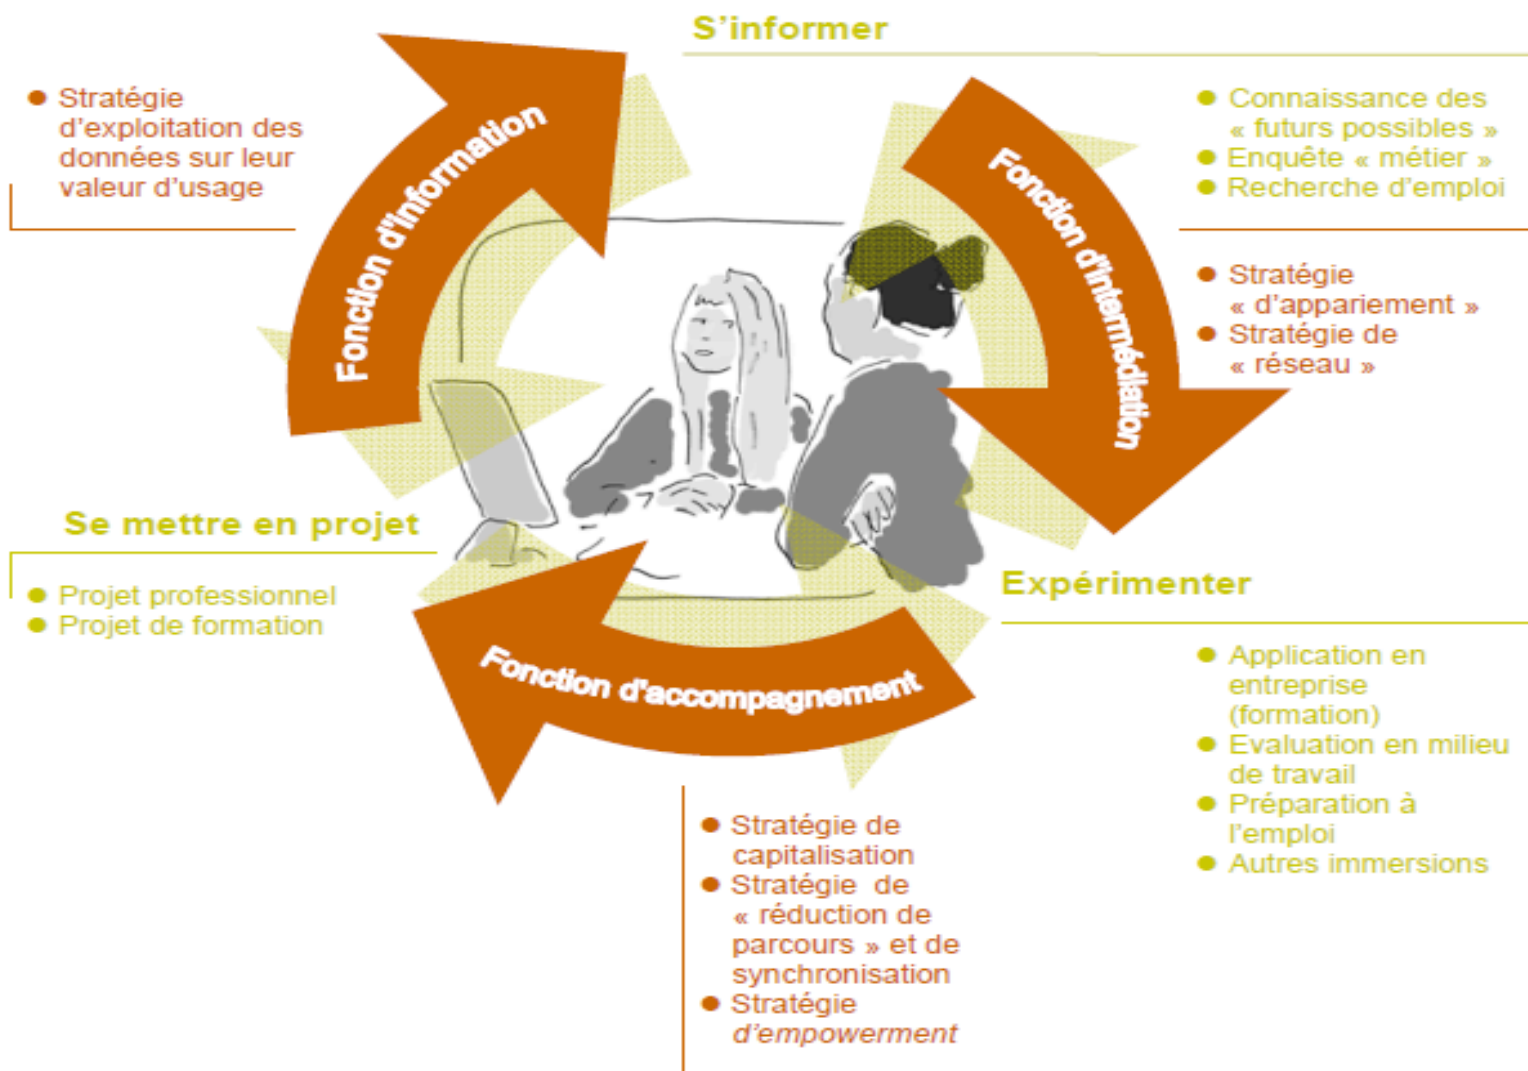 S'informer
● Stratégie
d'exploitation des
données sur leur
valeur d'usage
Fonction d'information
● Connaissance des
« futurs possibles »
● Enquête « métier »
● Recherche d'emploi
Fonction d'intermédiation
● Stratégie
« d'appariement »
● Stratégie de
« réseau »
Se mettre en projet
● Projet professionnel
● Projet de formation
Expérimenter
● Application en
entreprise
(formation)
● Evaluation en milieu
de travail
● Préparation à
l'emploi
● Autres immersions
Fonction d'accompagnement
● Stratégie de
capitalisation
● Stratégie de
« réduction de
parcours » et de
synchronisation
● Stratégie
d'empowerment